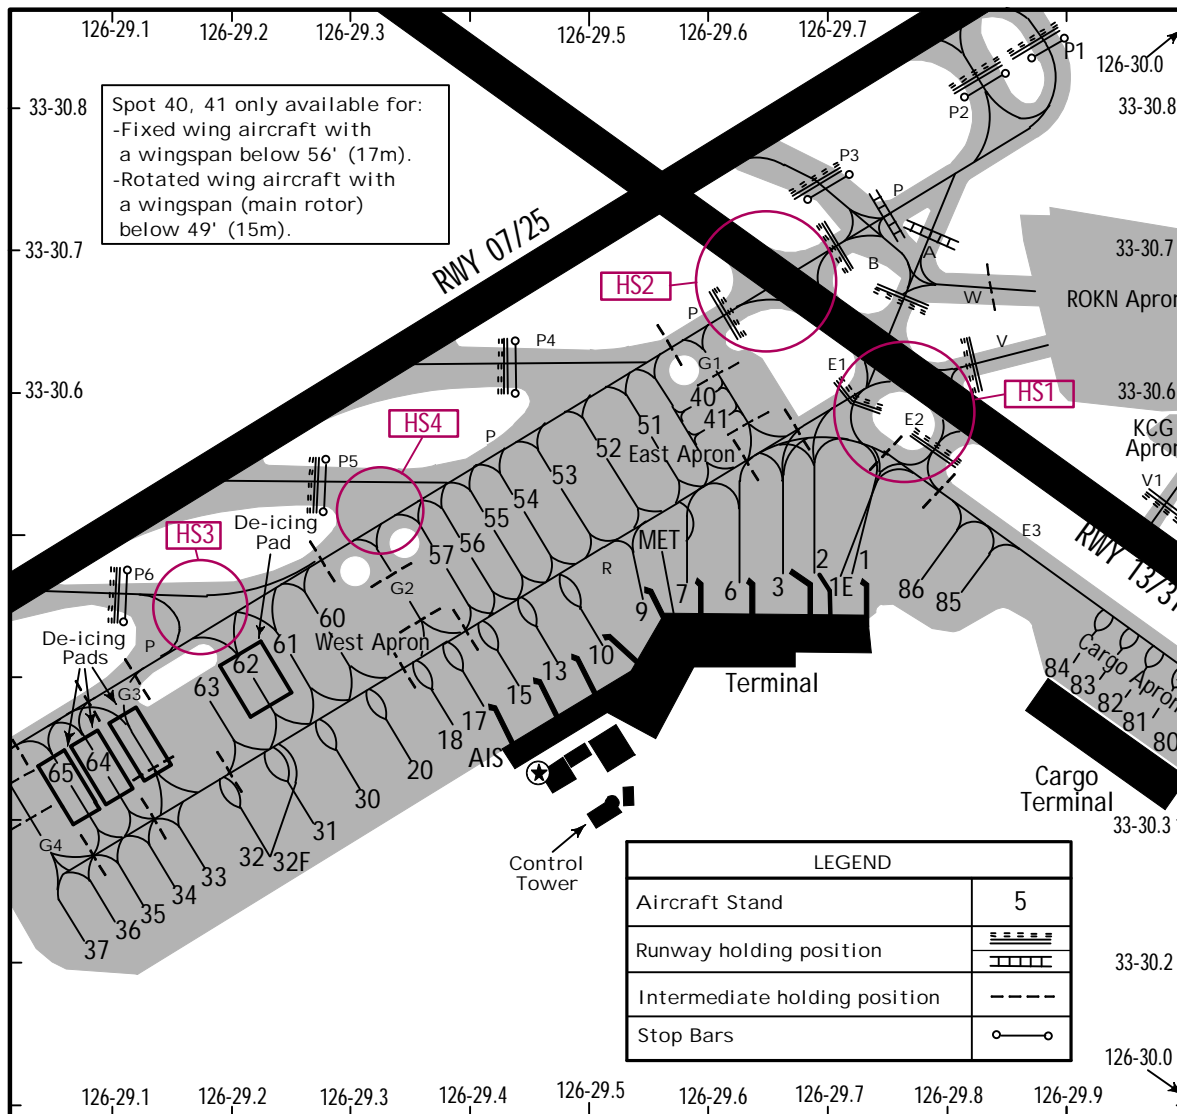 126-29.1
126-29.2
126-29.3
126-29.5
126-29.6
126-29.7
126-29.8
126-30.0
33-30.8
33-30.8
Spot 40, 41 only available for:
-Fixed wing aircraft with
a wingspan below 56' (17m).
-Rotated wing aircraft with
a wingspan (main rotor)
below 49' (15m).
P1
P2
P3
P
A
B
W
V
33-30.7
33-30.7
RWY 07/25
HS2
ROKN Apron
P
P4
G1
E1
HS1
33-30.6
33-30.6
40
41
51
52
East Apron
E2
KCG
Apron
V1
HS4
P
53
54
55
56
57
P5
HS3
De-icing
Pad
MET
R
G2
E3
RWY 13/31
P6
P
De-icing
Pads
60
61
62
63
West Apron
9
7
6
3
2
1E
1
86
85
10
13
15
17
18
20
30
31
32
32F
33
34
35
36
37
G3
64
65
G4
Terminal
AIS
Cargo Apron
84
83
82
81
80
Cargo
Terminal
Control
Tower
33-30.3
LEGEND
Aircraft Stand
5
Runway holding position
Intermediate holding position
Stop Bars
33-30.2
126-30.0
126-29.1
126-29.2
126-29.3
126-29.5
126-29.6
126-29.7
126-29.8
126-29.9